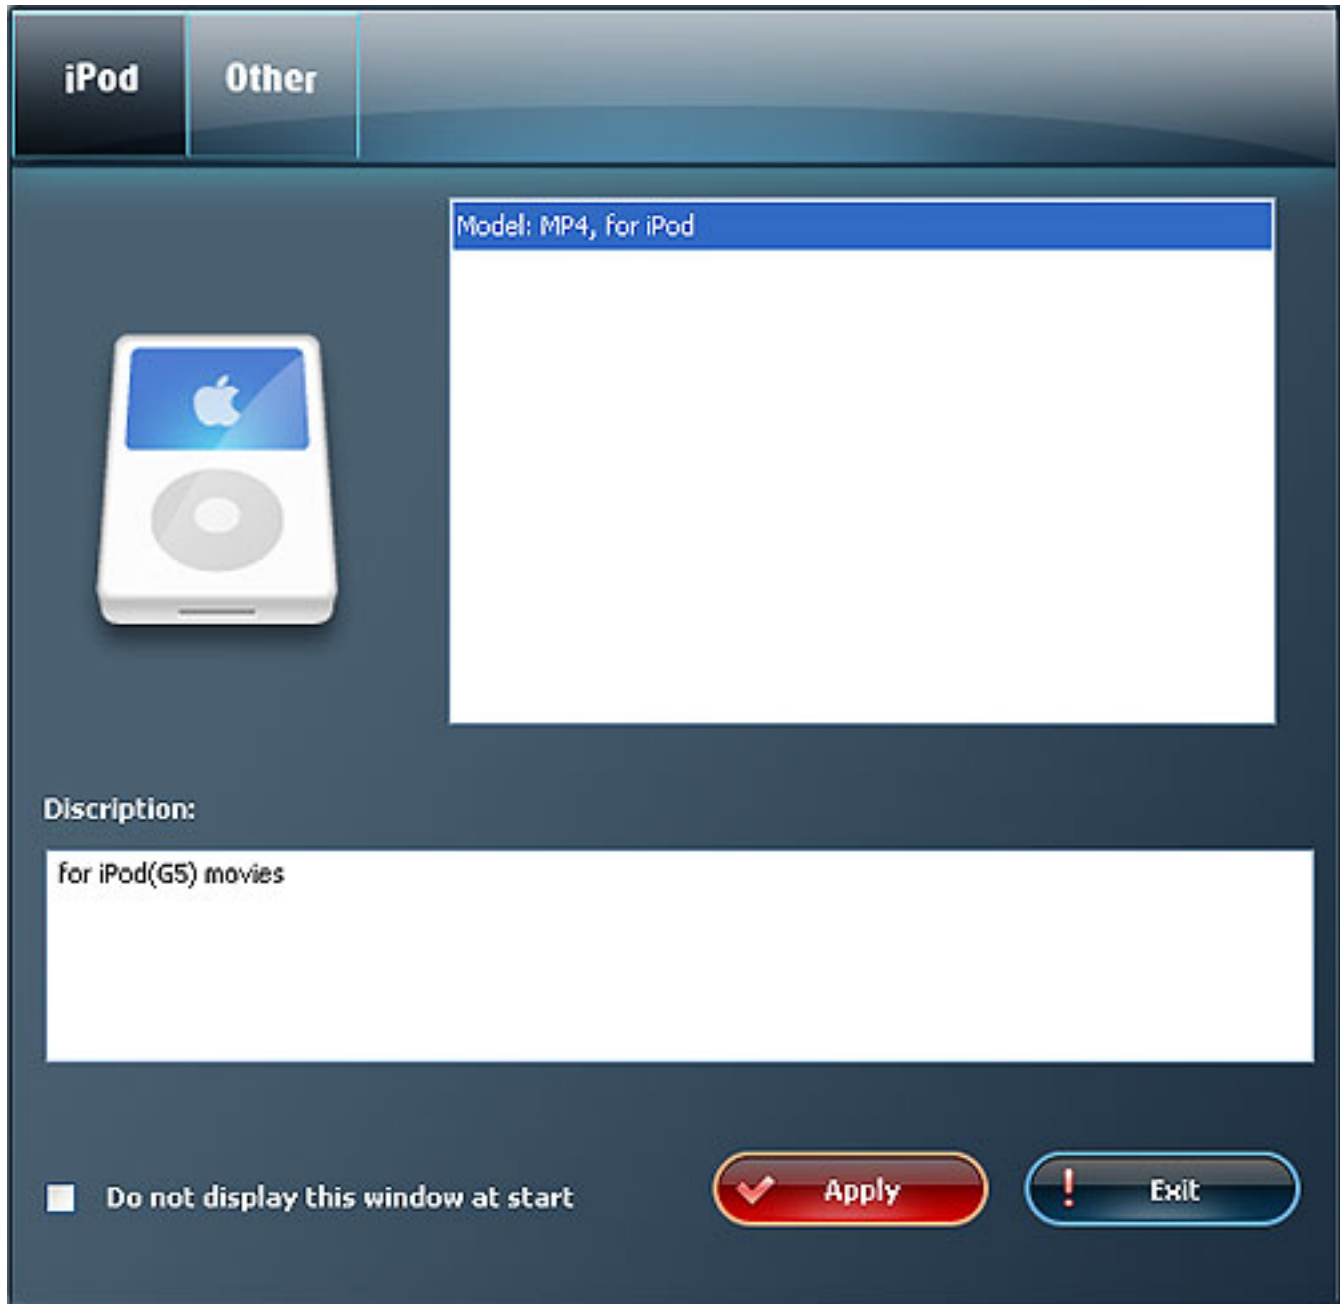 iPod
Other
Model: MP4, for iPod
Discription:
for iPod(G5) movies
Do not display this window at start
Apply
Exit